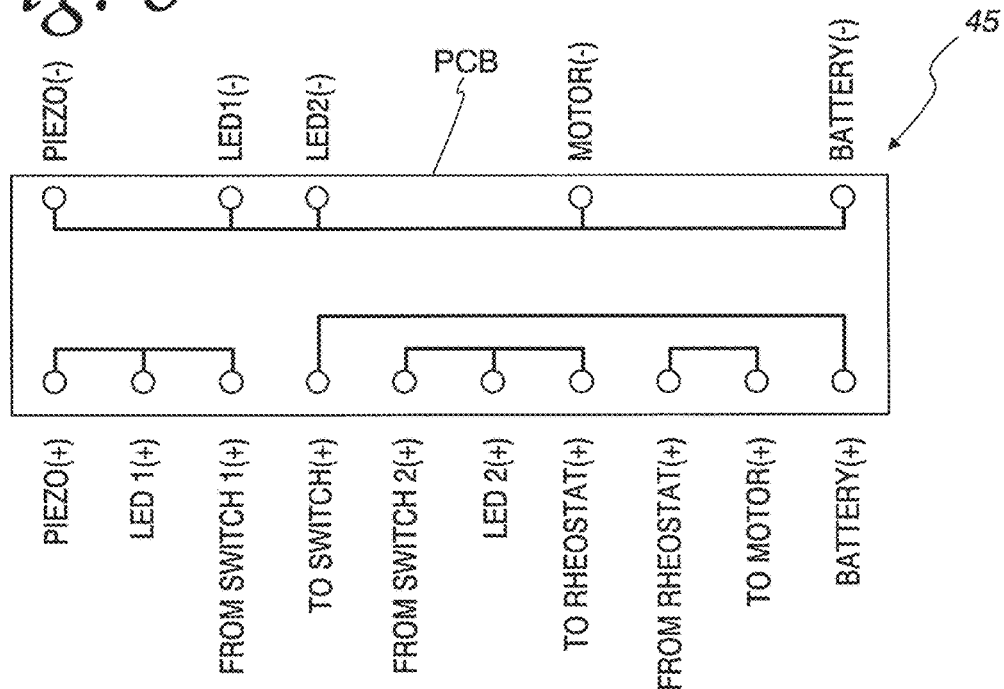 45
PCB
PIEZO(-)
LED1(-)
LED2(-)
MOTOR(-)
BATTERY(-)
PIEZO(+)
LED 1(+)
FROM SWITCH 1(+)
TO SWITCH(+)
FROM SWITCH 2(+)
LED 2(+)
TO RHEOSTAT(+)
FROM RHEOSTAT(+)
TO MOTOR(+)
BATTERY(+)